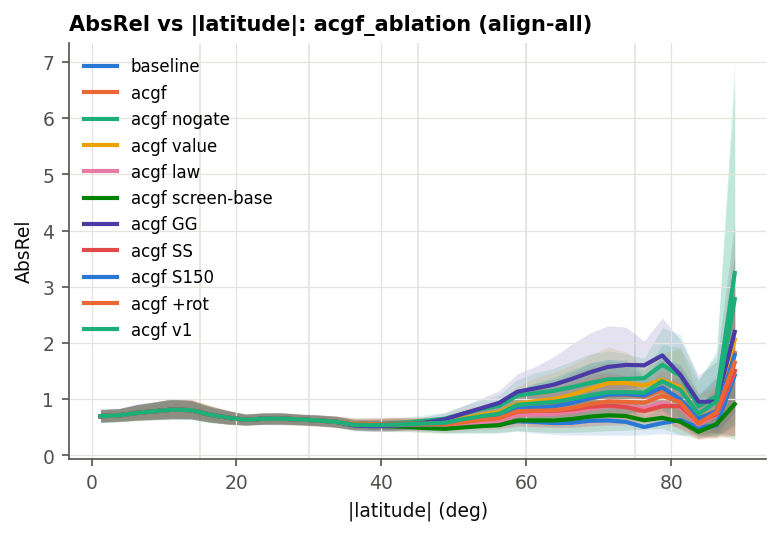 AbsRel vs |latitude|: acgf_ablation (align-all)
7
6
5
4
3
2
1
0
AbsRel
baseline
acgf
acgf nogate
acgf value
acgf law
acgf screen-base
acgf GG
acgf SS
acgf S150
acgf +rot
acgf v1
0
20
40
60
80
|latitude| (deg)